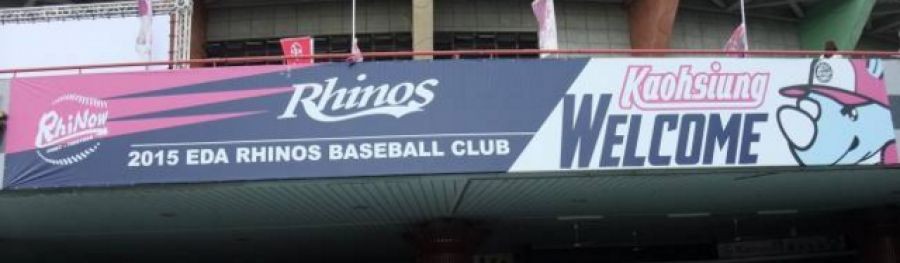 RhiNow
Rhinos
2015 EDA RHINOS BASEBALL CLUB
Kaohsiung
WELCOME